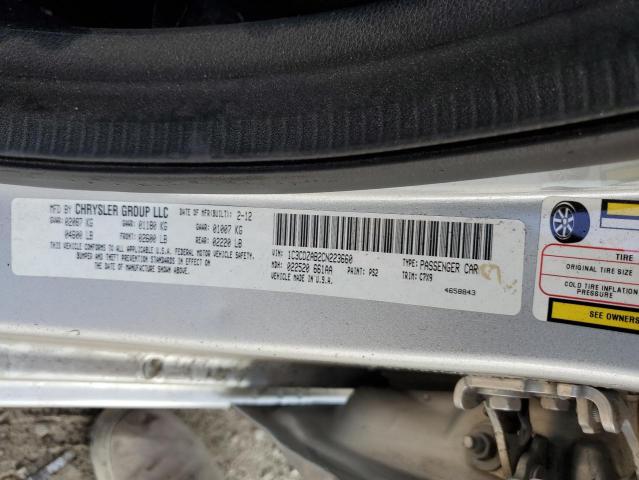 MFD BY CHRYSLER GROUP LLC DATE OF MFR(BUILT): 2-12
GVWR: 02087 KG GAWR: 01180 KG GAWR: 01007 KG
04600 LB FRONT: 02600 LB REAR: 02220 LB
THIS VEHICLE CONFORMS TO ALL APPLICABLE U.S.A. FEDERAL MOTOR VEHICLE SAFETY,
BUMPER AND THEFT PREVENTION STANDARDS IN EFFECT ON
THE DATE OF MANUFACTURE SHOWN ABOVE.
VIN: 1C3CDZAB2CN223660 TYPE: PASSENGER CAR
MDH: 022520 661AA PAINT: PS2 TRIM: C7X9
VEHICLE MADE IN U.S.A.
4658843
TIRE
ORIGINAL TIRE SIZE
COLD TIRE INFLATION
PRESSURE
SEE OWNERS